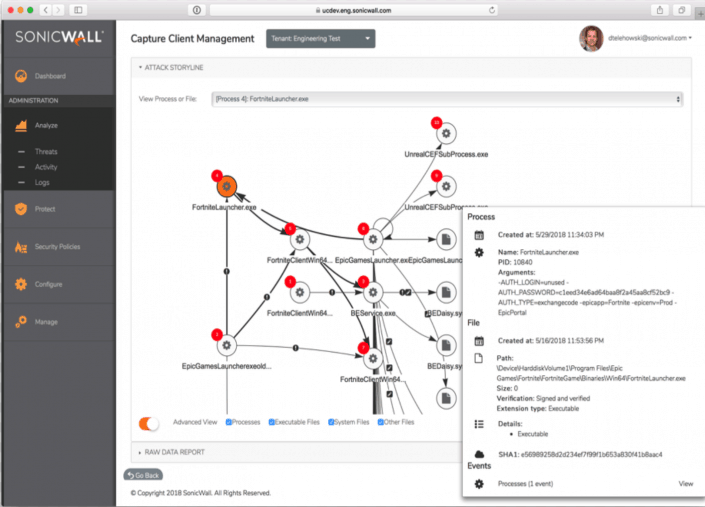 ucdev.eng.sonicwall.com
SONICWALL
Capture Client Management
Tenant: Engineering Test
dtelehowski@sonicwall.com
Dashboard
ADMINISTRATION
Analyze
Threats
Activity
Logs
Protect
Security Policies
Configure
Manage
ATTACK STORYLINE
View Process or File:
[Process 4]: FortniteLauncher.exe
UnrealCEFSubProcess.exe
FortniteLauncher.exe
UnrealCEFSubProcess.exe
FortniteClientWin64...
EpicGamesLauncher.exe
EpicGamesLaunc
FortniteClientWin64...
BEService.exe
BEDaisy.sy
EpicGamesLauncherexeold...
FortniteClientWin64...
BEDaisy.sy
Advanced View
Processes
Executable Files
System Files
Other Files
RAW DATA REPORT
Go Back
© Copyright 2018 SonicWall. All Rights Reserved.
Process
Created at: 5/29/2018 11:34:03 PM
Name: FortniteLauncher.exe
PID: 10840
Arguments:
-AUTH_LOGIN=unused -
AUTH_PASSWORD=c1eed34e6ad64baa8f2a45aa8cf52bc9 -
AUTH_TYPE=exchangecode -epicapp=Fortnite -epicenv=Prod -
EpicPortal
File
Created at: 5/16/2018 11:53:56 PM
Path:
\Device\HarddiskVolume1\Program Files\Epic
Games\Fortnite\FortniteGame\Binaries\Win64\FortniteLauncher.exe
Size: 0
Verification: Signed and verified
Extension type: Executable
Details:
• Executable
SHA1: e56989258d2d234ef7f99f1b653a830f41b8aac4
Events
Processes (1 event)
View